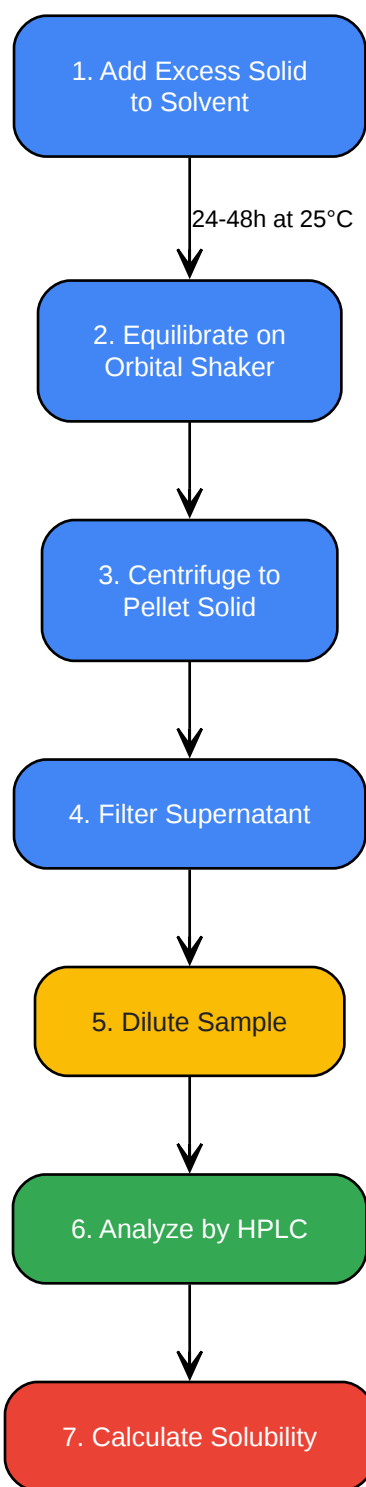 1. Add Excess Solid
to Solvent
24-48h at 25°C
2. Equilibrate on
Orbital Shaker
3. Centrifuge to
Pellet Solid
4. Filter Supernatant
5. Dilute Sample
6. Analyze by HPLC
7. Calculate Solubility